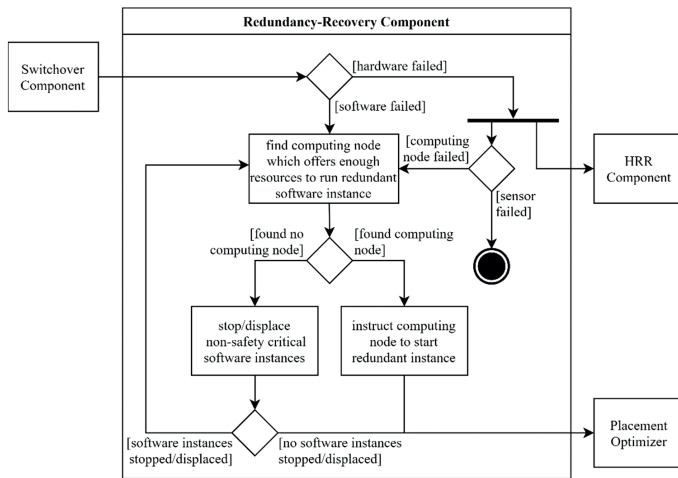 Redundancy-Recovery Component
Switchover
Component
[hardware failed]
[software failed]
find computing node
which offers enough
resources to run redundant
software instance
[computing
node failed]
HRR
Component
[sensor
failed]
[found no
computing node]
[found computing
node]
stop/displace
non-safety critical
software instances
instruct computing
node to start
redundant instance
[software instances
stopped/displaced]
[no software instances
stopped/displaced]
Placement
Optimizer